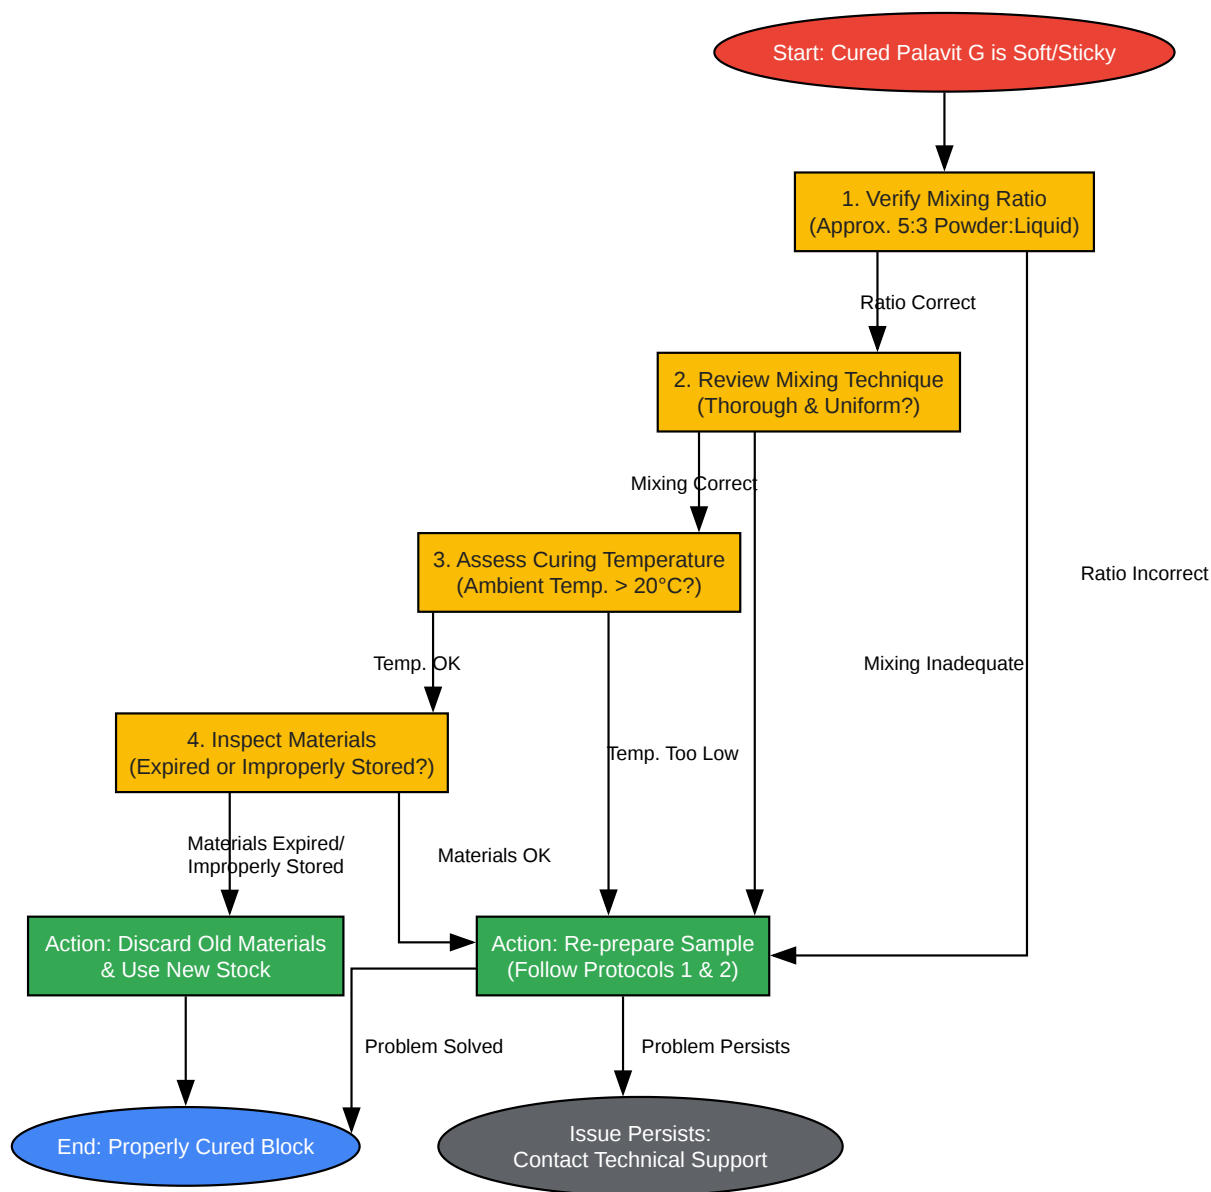 Start: Cured Palavit G is Soft/Sticky
1. Verify Mixing Ratio
(Approx. 5:3 Powder:Liquid)
Ratio Correct
2. Review Mixing Technique
(Thorough & Uniform?)
Mixing Correct
3. Assess Curing Temperature
(Ambient Temp. > 20°C?)
Ratio Incorrect
Temp. OK
Mixing Inadequate
4. Inspect Materials
(Expired or Improperly Stored?)
Temp. Too Low
Materials Expired/
Improperly Stored
Materials OK
Action: Discard Old Materials
& Use New Stock
Action: Re-prepare Sample
(Follow Protocols 1 & 2)
Problem Solved
Problem Persists
End: Properly Cured Block
Issue Persists:
Contact Technical Support